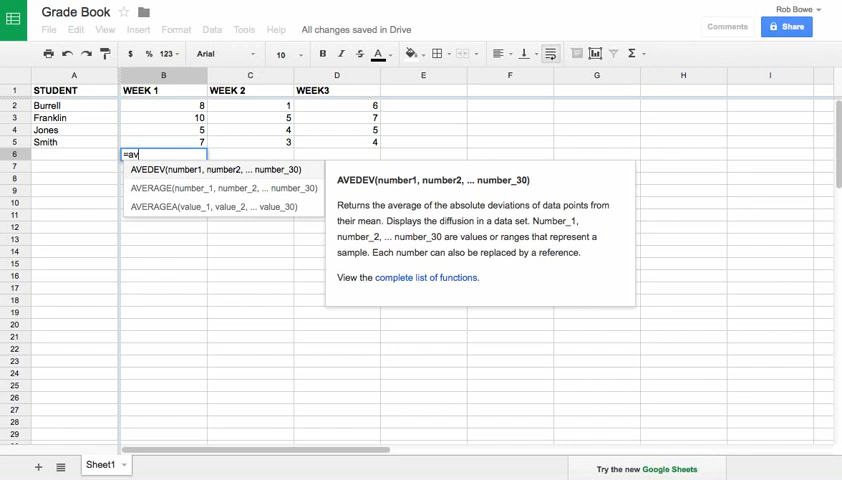 Grade Book
Rob Bowe
File Edit View Insert Format Data Tools Help All changes saved in Drive
Comments
Share
$ % 123 Arial 10 B I S A Σ
A B C D E F G H I
1 STUDENT WEEK 1 WEEK 2 WEEK3
2 Burrell 8 1 6
3 Franklin 10 5 7
4 Jones 5 4 5
5 Smith 7 3 4
6 =av
7
8
9
10
11
12
13
14
15
16
17
18
19
20
21
22
23
24
25
26
27
28
29
AVEDEV(number1, number2, ... number_30)
AVERAGE(number_1, number_2, ... number_30)
AVERAGEA(value_1, value_2, ... value_30)
AVEDEV(number1, number2, ... number_30)
Returns the average of the absolute deviations of data points from
their mean. Displays the diffusion in a data set. Number_1,
number_2, ... number_30 are values or ranges that represent a
sample. Each number can also be replaced by a reference.
View the complete list of functions.
+ Sheet1
Try the new Google Sheets